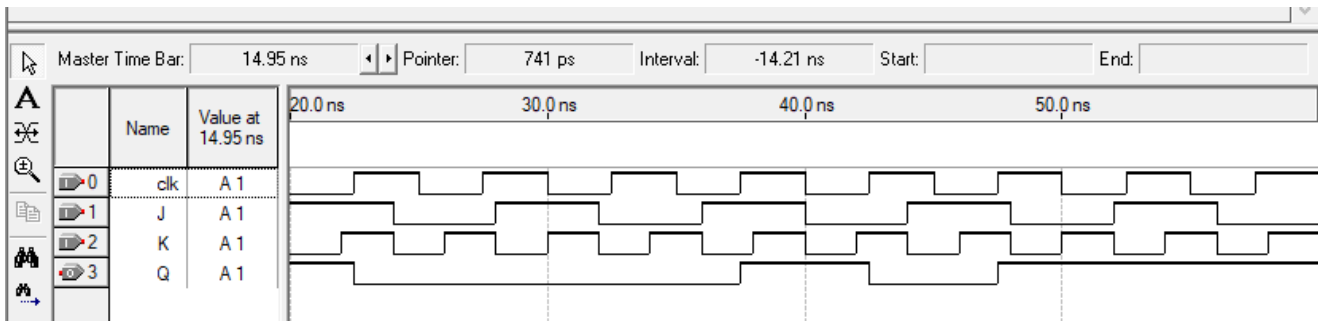 Master Time Bar: 14.95 ns Pointer: 741 ps Interval: -14.21 ns Start: End:
A
Name Value at 14.95 ns 20.0 ns 30.0 ns 40.0 ns 50.0 ns
0 clk A 1
1 J A 1
2 K A 1
3 Q A 1